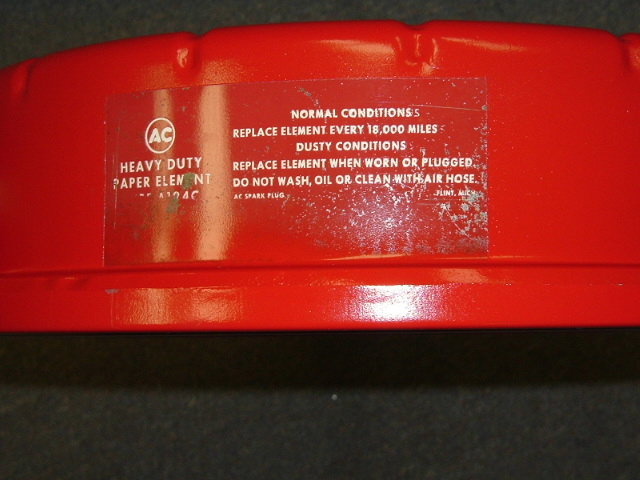 AC
HEAVY DUTY
PAPER ELEMENT
NORMAL CONDITIONS
REPLACE ELEMENT EVERY 18,000 MILES
DUSTY CONDITIONS
REPLACE ELEMENT WHEN WORN OR PLUGGED.
DO NOT WASH, OIL OR CLEAN WITH AIR HOSE.
AC SPARK PLUG
FLINT, MICH.